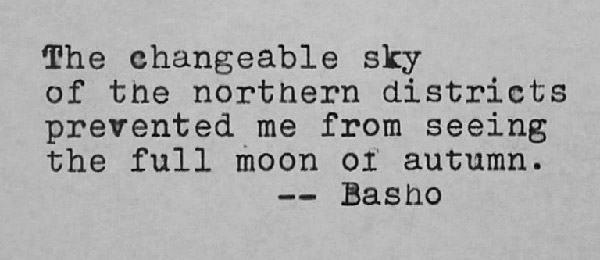 The changeable sky
of the northern districts
prevented me from seeing
the full moon of autumn.
-- Basho